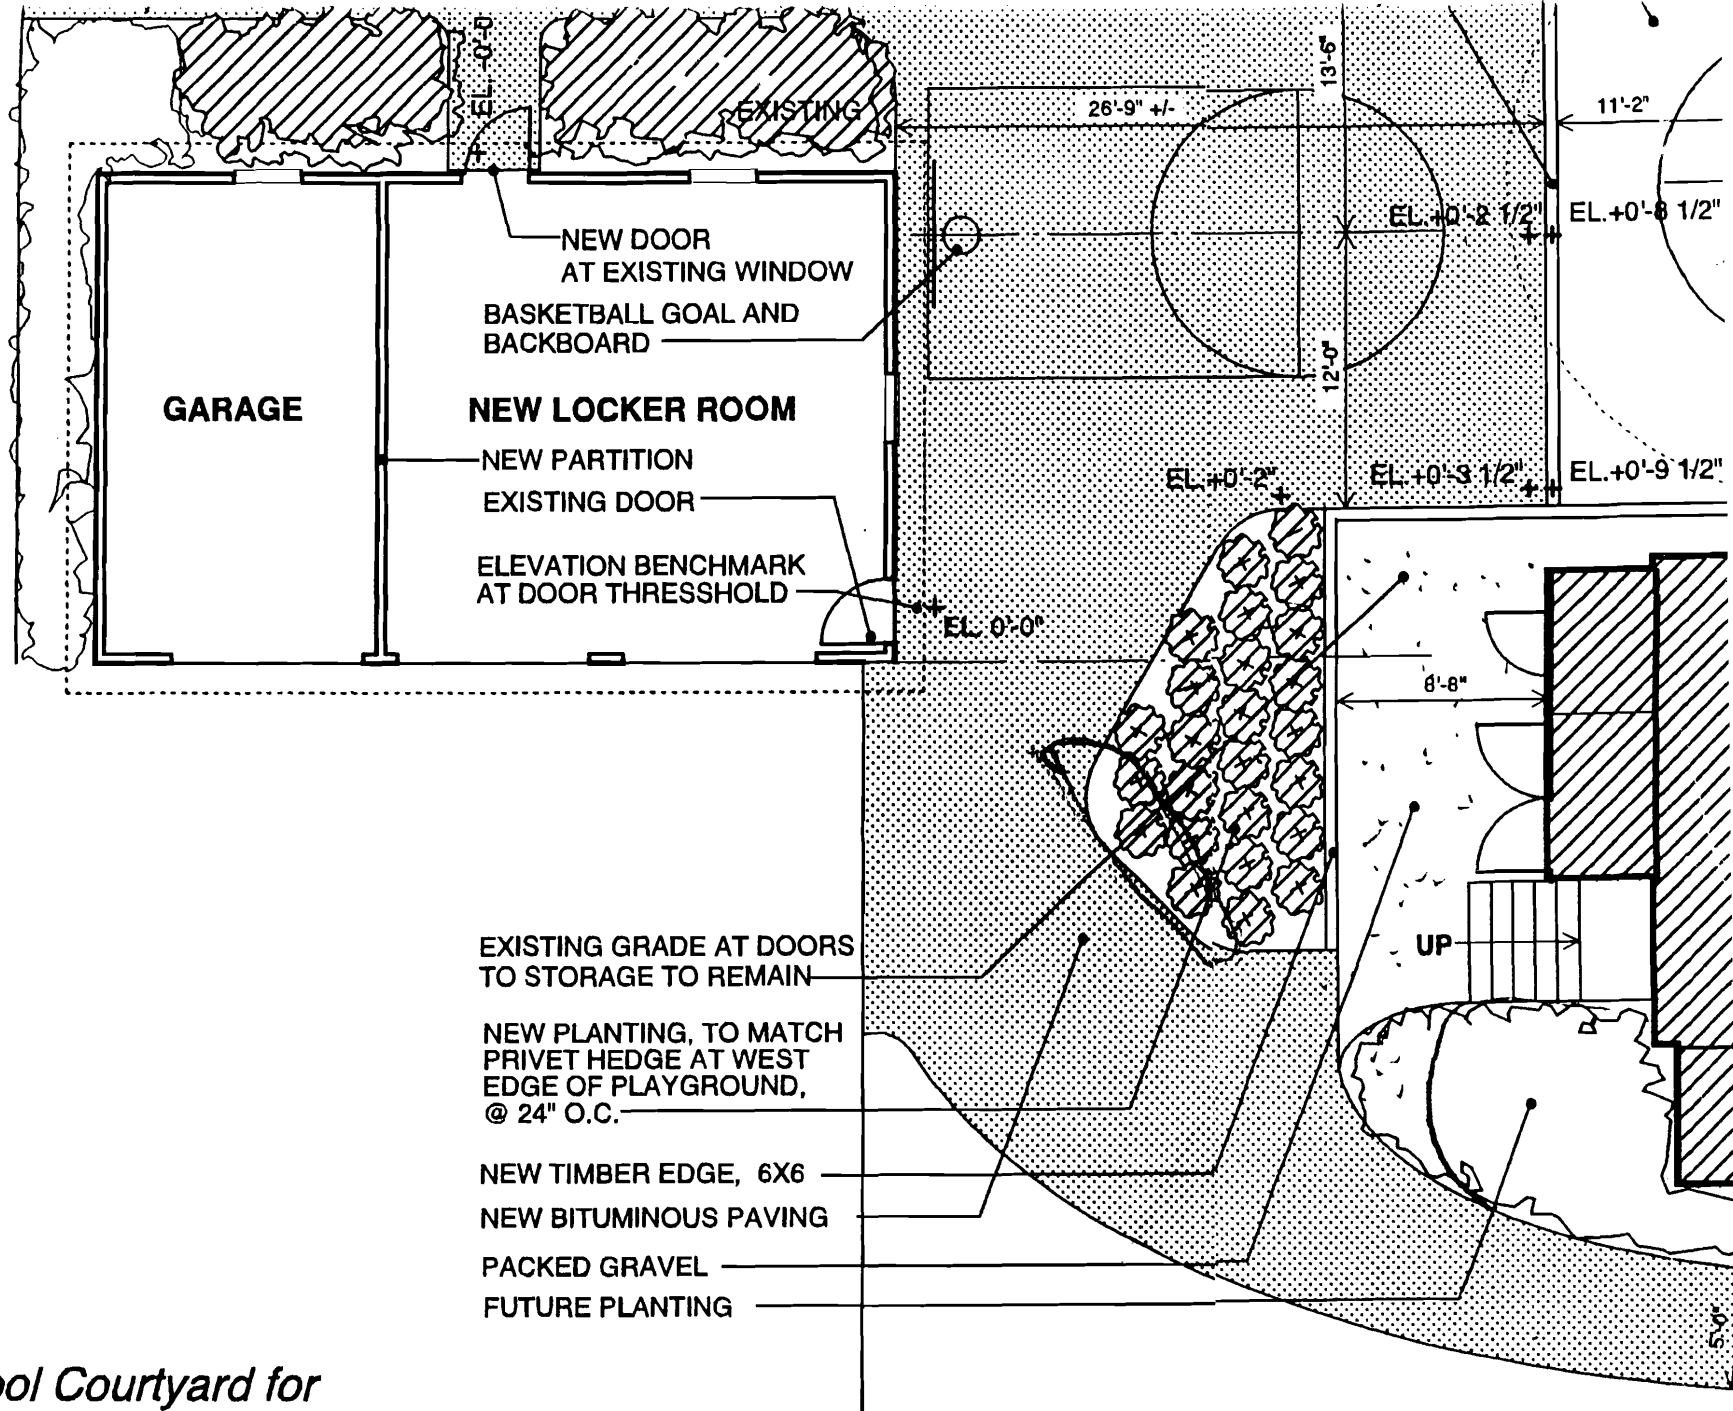 EL. -0'-0
EXISTING
26'-9" +/-
13'-6"
11'-2"
EL.+0'-2 1/2"
EL.+0'-8 1/2"
NEW DOOR
AT EXISTING WINDOW
BASKETBALL GOAL AND
BACKBOARD
12'-0"
GARAGE
NEW LOCKER ROOM
NEW PARTITION
EXISTING DOOR
EL.+0'-2"
EL.+0'-3 1/2"
EL.+0'-9 1/2"
ELEVATION BENCHMARK
AT DOOR THRESSHOLD
EL. 0'-0"
8'-8"
UP
EXISTING GRADE AT DOORS
TO STORAGE TO REMAIN
NEW PLANTING, TO MATCH
PRIVET HEDGE AT WEST
EDGE OF PLAYGROUND,
@ 24" O.C.
NEW TIMBER EDGE, 6X6
NEW BITUMINOUS PAVING
PACKED GRAVEL
FUTURE PLANTING
5'-0"
ool Courtyard for